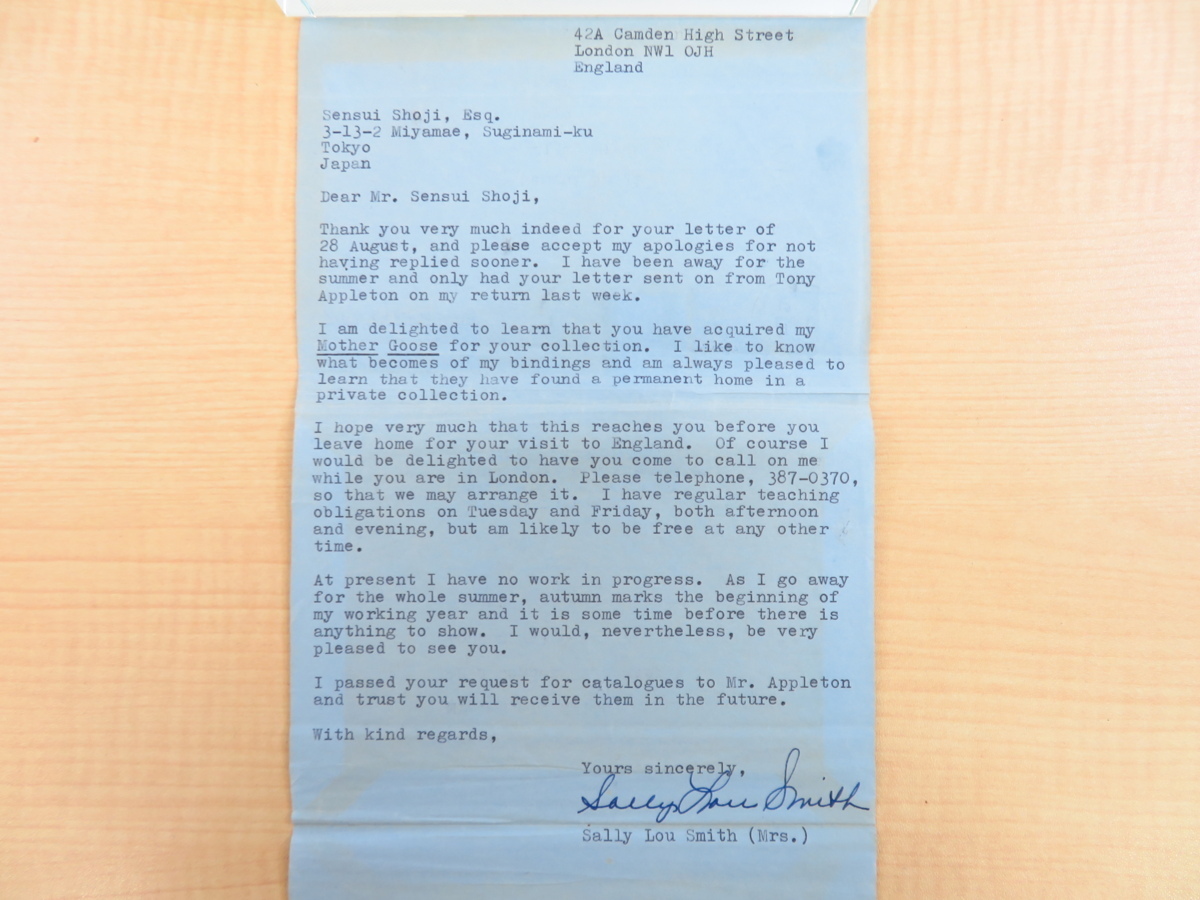 42A Camden High Street
London NW1 OJH
England
Sensui Shoji, Esq.
3-13-2 Miyamae, Suginami-ku
Tokyo
Japan
Dear Mr. Sensui Shoji,
Thank you very much indeed for your letter of
28 August, and please accept my apologies for not
having replied sooner.  I have been away for the
summer and only had your letter sent on from Tony
Appleton on my return last week.
I am delighted to learn that you have acquired my
Mother Goose for your collection.  I like to know
what becomes of my bindings and am always pleased to
learn that they have found a permanent home in a
private collection.
I hope very much that this reaches you before you
leave home for your visit to England.  Of course I
would be delighted to have you come to call on me
while you are in London.  Please telephone, 387-0370,
so that we may arrange it.  I have regular teaching
obligations on Tuesday and Friday, both afternoon
and evening, but am likely to be free at any other
time.
At present I have no work in progress.  As I go away
for the whole summer, autumn marks the beginning of
my working year and it is some time before there is
anything to show.  I would, nevertheless, be very
pleased to see you.
I passed your request for catalogues to Mr. Appleton
and trust you will receive them in the future.
With kind regards,
Yours sincerely,
Sally Lou Smith
Sally Lou Smith (Mrs.)